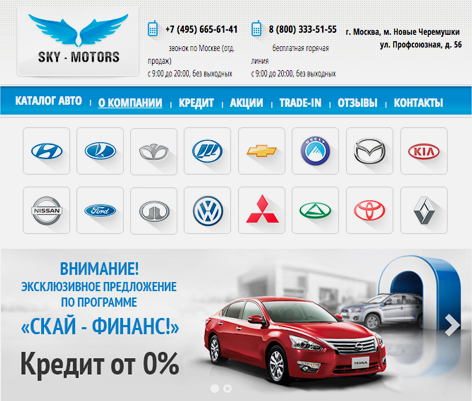 SKY - MOTORS
+7 (495) 665-61-41
звонок по Москве (отд.
продаж)
с 9:00 до 20:00, без выходных
8 (800) 333-51-55
бесплатная горячая
линия
с 9:00 до 20:00, без выходных
г. Москва, м. Новые Черемушки
ул. Профсоюзная, д. 56
КАТАЛОГ АВТО
О КОМПАНИИ
КРЕДИТ
АКЦИИ
TRADE-IN
ОТЗЫВЫ
КОНТАКТЫ
KIA
NISSAN
Ford
ВНИМАНИЕ!
ЭКСКЛЮЗИВНОЕ ПРЕДЛОЖЕНИЕ
ПО ПРОГРАММЕ
«СКАЙ - ФИНАНС!»
Кредит от 0%